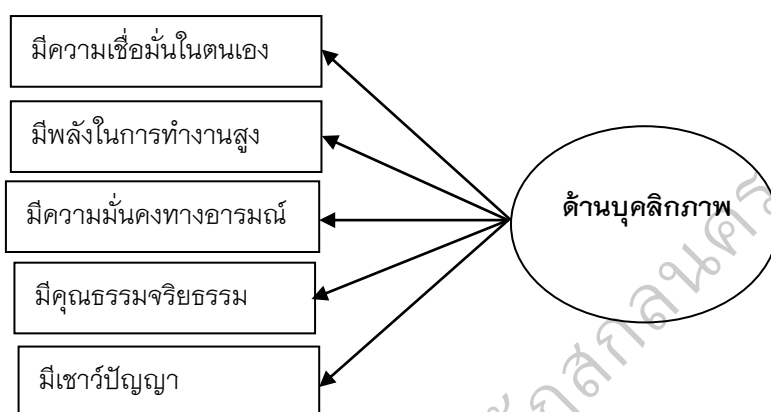 มีความเชื่อมั่นในตนเอง
มีพลังในการทำงานสูง
มีความมั่นคงทางอารมณ์
มีคุณธรรมจริยธรรม
มีเชาว์ปัญญา
ด้านบุคลิกภาพ